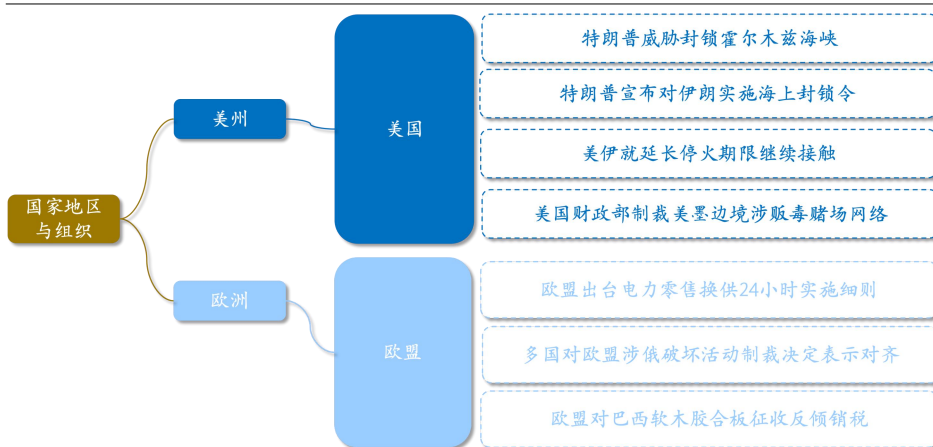 国家地区
与组织
美州
美国
特朗普威胁封锁霍尔木兹海峡
特朗普宣布对伊朗实施海上封锁令
美伊就延长停火期限继续接触
美国财政部制裁美墨边境涉贩毒赌场网络
欧洲
欧盟
欧盟出台电力零售换供24小时实施细则
多国对欧盟涉俄破坏活动制裁决定表示对齐
欧盟对巴西软木胶合板征收反倾销税